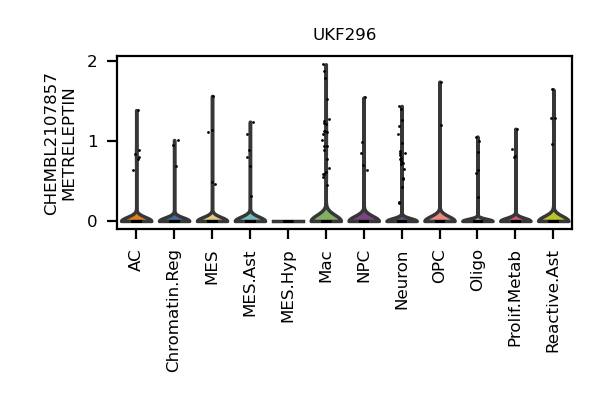 UKF296
CHEMBL2107857
METRELEPTIN
2
1
0
AC
Chromatin.Reg
MES
MES.Ast
MES.Hyp
Mac
NPC
Neuron
OPC
Oligo
Prolif.Metab
Reactive.Ast